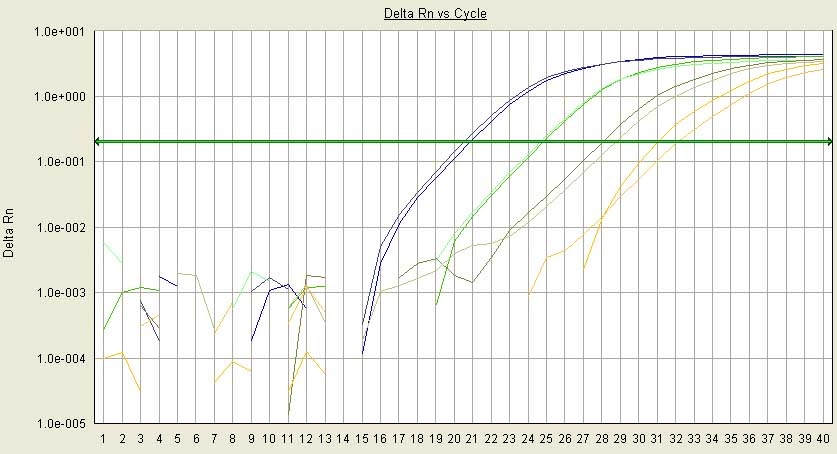 Delta Rn vs Cycle
1.0e+001
1.0e+000
1.0e-001
1.0e-002
1.0e-003
1.0e-004
1.0e-005
Delta Rn
1 2 3 4 5 6 7 8 9 10 11 12 13 14 15 16 17 18 19 20 21 22 23 24 25 26 27 28 29 30 31 32 33 34 35 36 37 38 39 40